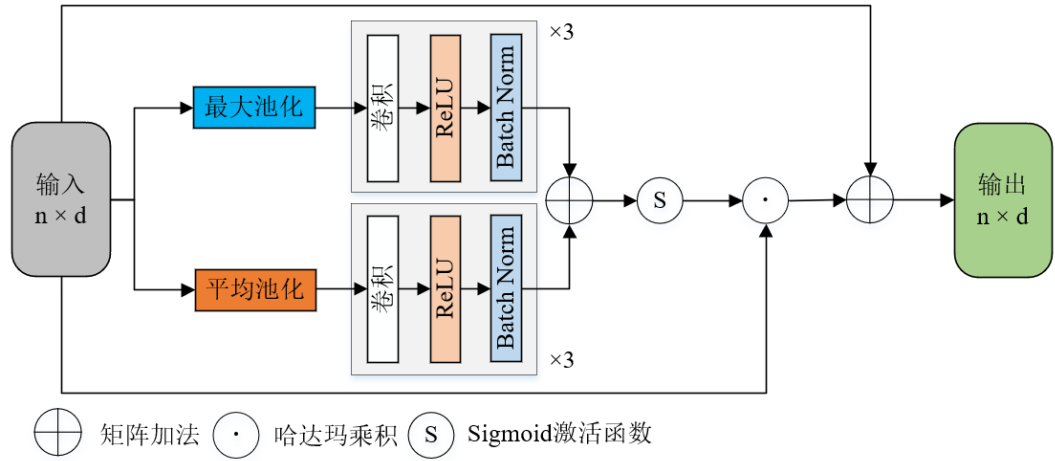 ×3
最大池化
卷积
ReLU
Batch Norm
输入
n × d
S
·
输出
n × d
平均池化
卷积
ReLU
Batch Norm
×3
矩阵加法
·
哈达玛乘积
S
Sigmoid激活函数